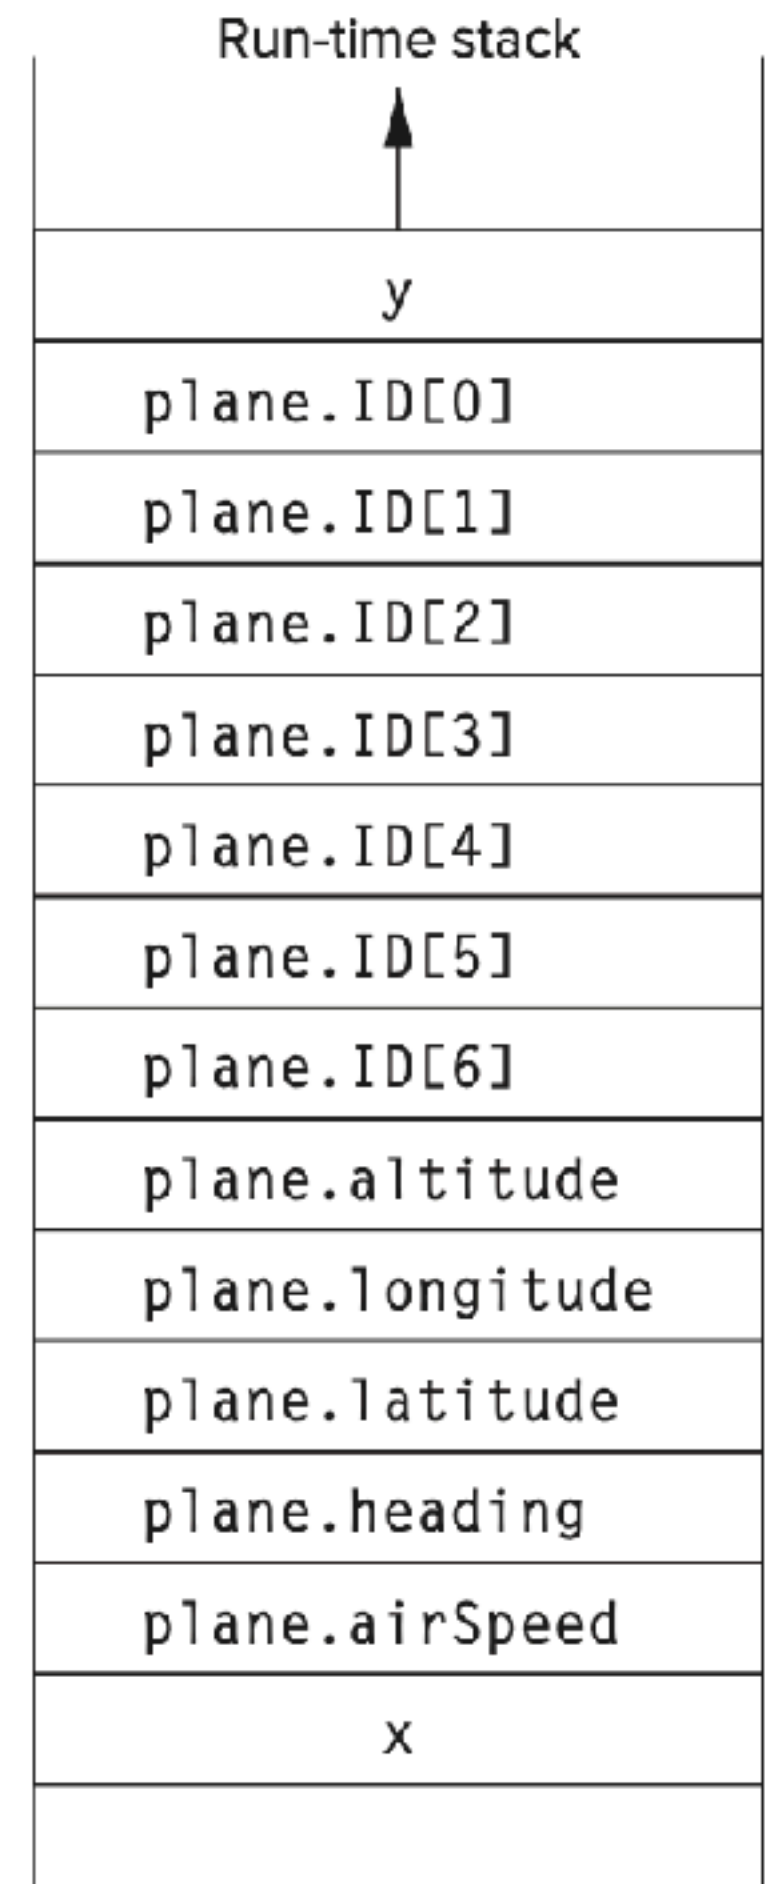 Run-time stack
y
plane.ID[0]
plane.ID[1]
plane.ID[2]
plane.ID[3]
plane.ID[4]
plane.ID[5]
plane.ID[6]
plane.altitude
plane.longitude
plane.latitude
plane.heading
plane.airSpeed
x